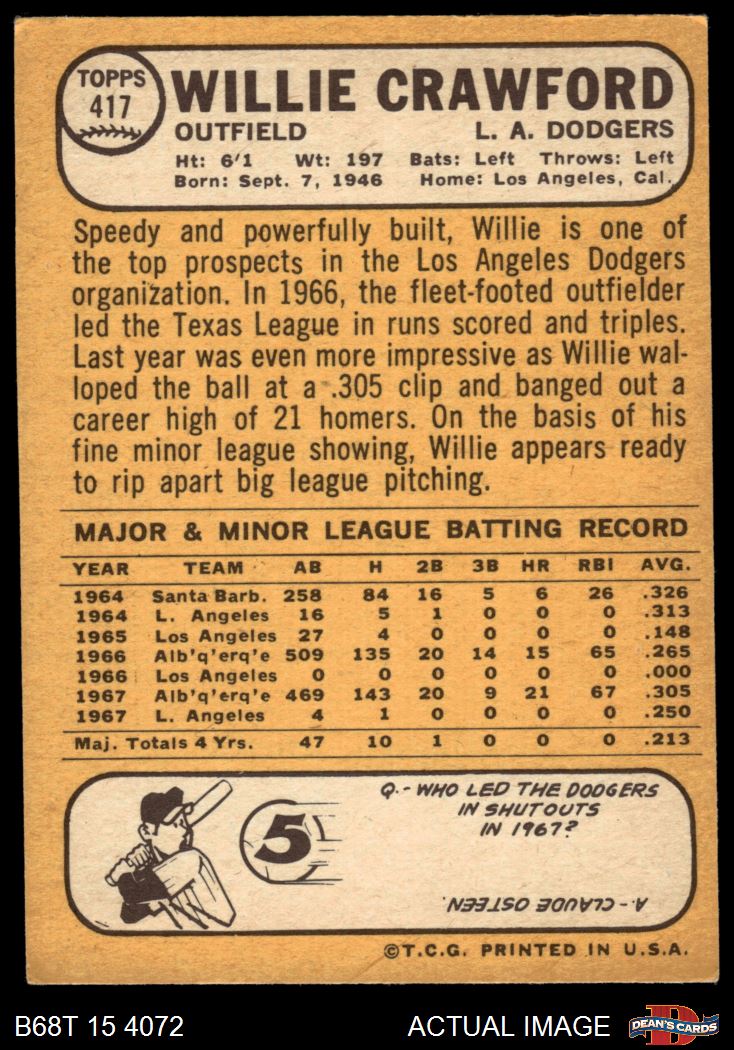 TOPPS
417
WILLIE CRAWFORD
OUTFIELD L. A. DODGERS
Ht: 6'1 Wt: 197 Bats: Left Throws: Left
Born: Sept. 7, 1946 Home: Los Angeles, Cal.
Speedy and powerfully built, Willie is one of
the top prospects in the Los Angeles Dodgers
organization. In 1966, the fleet-footed outfielder
led the Texas League in runs scored and triples.
Last year was even more impressive as Willie wal-
loped the ball at a .305 clip and banged out a
career high of 21 homers. On the basis of his
fine minor league showing, Willie appears ready
to rip apart big league pitching.
MAJOR & MINOR LEAGUE BATTING RECORD
YEAR TEAM AB H 2B 3B HR RBI AVG.
1964 Santa Barb. 258 84 16 5 6 26 .326
1964 L. Angeles 16 5 1 0 0 0 .313
1965 Los Angeles 27 4 0 0 0 0 .148
1966 Alb'q'erq'e 509 135 20 14 15 65 .265
1966 Los Angeles 0 0 0 0 0 0 .000
1967 Alb'q'erq'e 469 143 20 9 21 67 .305
1967 L. Angeles 4 1 0 0 0 0 .250
Maj. Totals 4 Yrs. 47 10 1 0 0 0 .213
5
Q.- WHO LED THE DODGERS
IN SHUTOUTS
IN 1967?
A.- CLAUDE OSTEEN.
©T.C.G. PRINTED IN U.S.A.
B68T 15 4072 ACTUAL IMAGE D DEAN'S CARDS